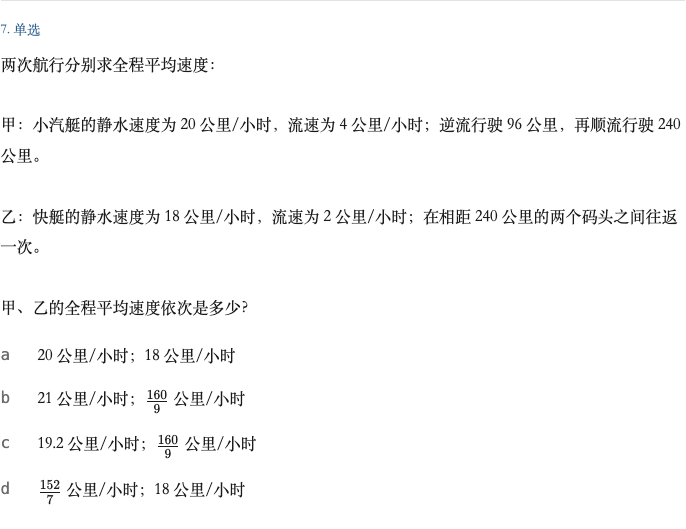 7. 单选
两次航行分别求全程平均速度：
甲：小汽艇的静水速度为 20 公里/小时，流速为 4 公里/小时；逆流行驶 96 公里，再顺流行驶 240
公里。
乙：快艇的静水速度为 18 公里/小时，流速为 2 公里/小时；在相距 240 公里的两个码头之间往返
一次。
甲、乙的全程平均速度依次是多少？
a 20 公里/小时；18 公里/小时
b 21 公里/小时；$\frac{160}{9}$ 公里/小时
c 19.2 公里/小时；$\frac{160}{9}$ 公里/小时
d $\frac{152}{7}$ 公里/小时；18 公里/小时